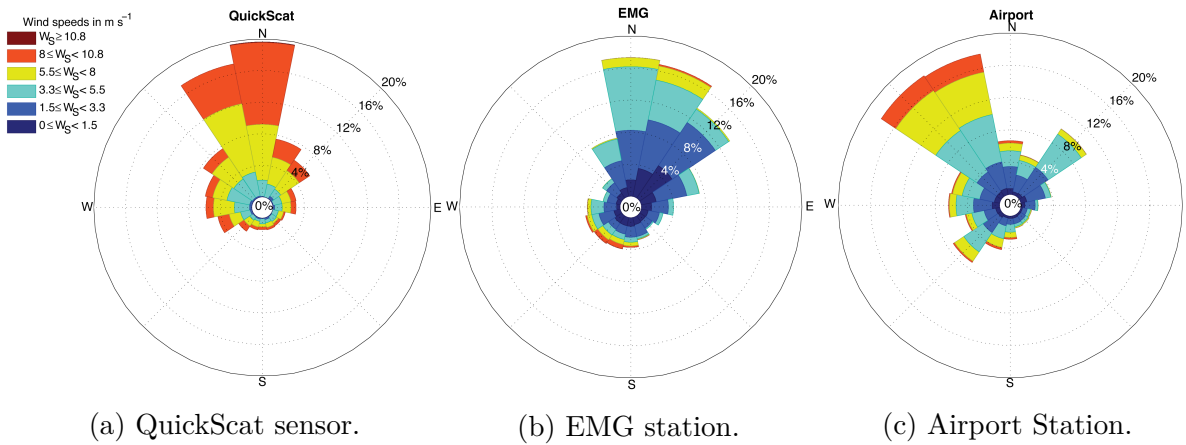 Wind speeds in m s⁻¹
W_S ≥ 10.8
8 ≤ W_S < 10.8
5.5 ≤ W_S < 8
3.3 ≤ W_S < 5.5
1.5 ≤ W_S < 3.3
0 ≤ W_S < 1.5
QuickScat
N
20%
16%
12%
8%
4%
0%
W
E
S
EMG
N
20%
16%
12%
8%
4%
0%
W
E
S
Airport
N
20%
16%
12%
8%
4%
0%
W
S
(a) QuickScat sensor.
(b) EMG station.
(c) Airport Station.